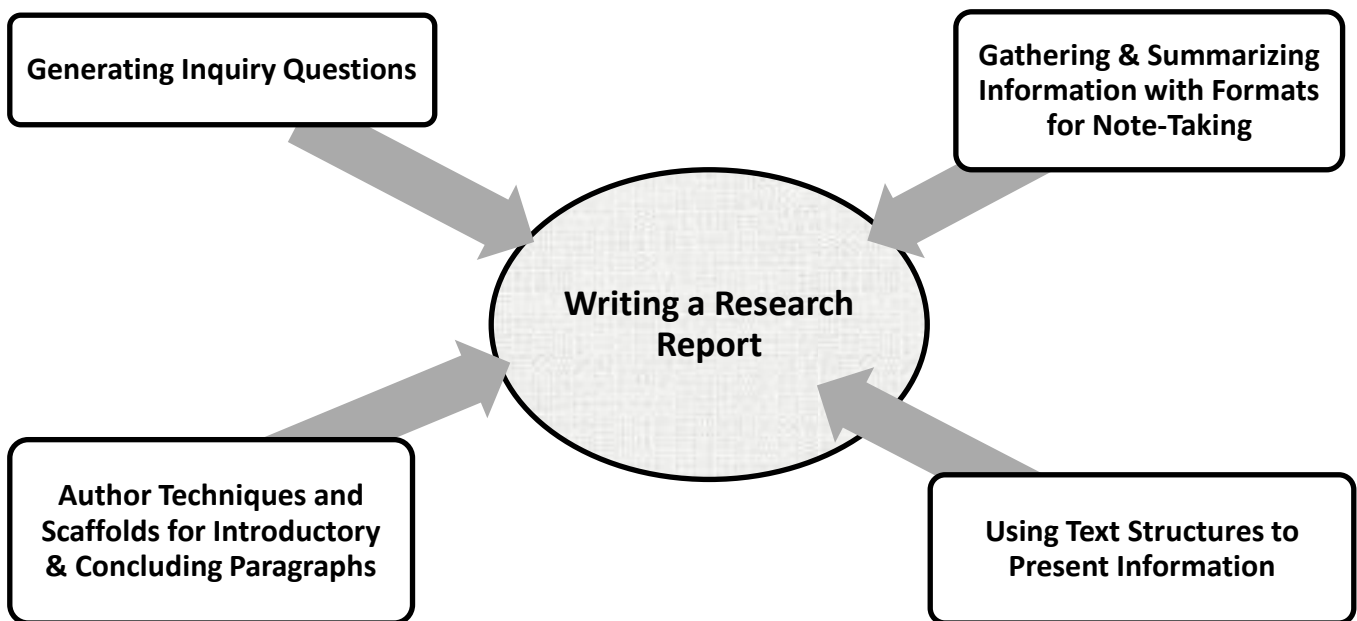 Generating Inquiry Questions
Gathering & Summarizing
Information with Formats
for Note-Taking
Writing a Research
Report
Author Techniques and
Scaffolds for Introductory
& Concluding Paragraphs
Using Text Structures to
Present Information